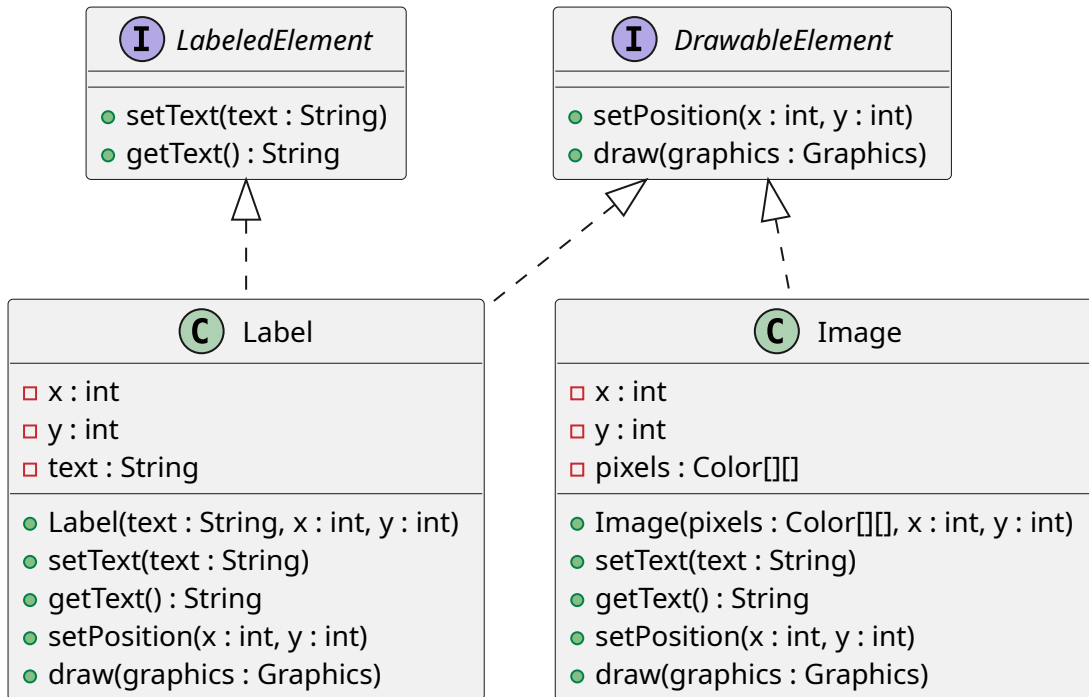 I LabeledElement
+ setText(text : String)
+ getText() : String
I DrawableElement
+ setPosition(x : int, y : int)
+ draw(graphics : Graphics)
C Label
x : int
y : int
text : String
Label(text : String, x : int, y : int)
setText(text : String)
getText() : String
setPosition(x : int, y : int)
draw(graphics : Graphics)
C Image
x : int
y : int
pixels : Color[][]
Image(pixels : Color[][], x : int, y : int)
setText(text : String)
getText() : String
setPosition(x : int, y : int)
draw(graphics : Graphics)